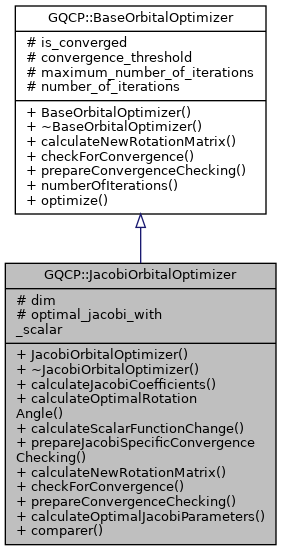 GQCP::BaseOrbitalOptimizer
# is_converged
# convergence_threshold
# maximum_number_of_iterations
# number_of_iterations
+ BaseOrbitalOptimizer()
+ ~BaseOrbitalOptimizer()
+ calculateNewRotationMatrix()
+ checkForConvergence()
+ prepareConvergenceChecking()
+ numberOfIterations()
+ optimize()
GQCP::JacobiOrbitalOptimizer
# dim
# optimal_jacobi_with
_scalar
+ JacobiOrbitalOptimizer()
+ ~JacobiOrbitalOptimizer()
+ calculateJacobiCoefficients()
+ calculateOptimalRotation
Angle()
+ calculateScalarFunctionChange()
+ prepareJacobiSpecificConvergence
Checking()
+ calculateNewRotationMatrix()
+ checkForConvergence()
+ prepareConvergenceChecking()
+ calculateOptimalJacobiParameters()
+ comparer()